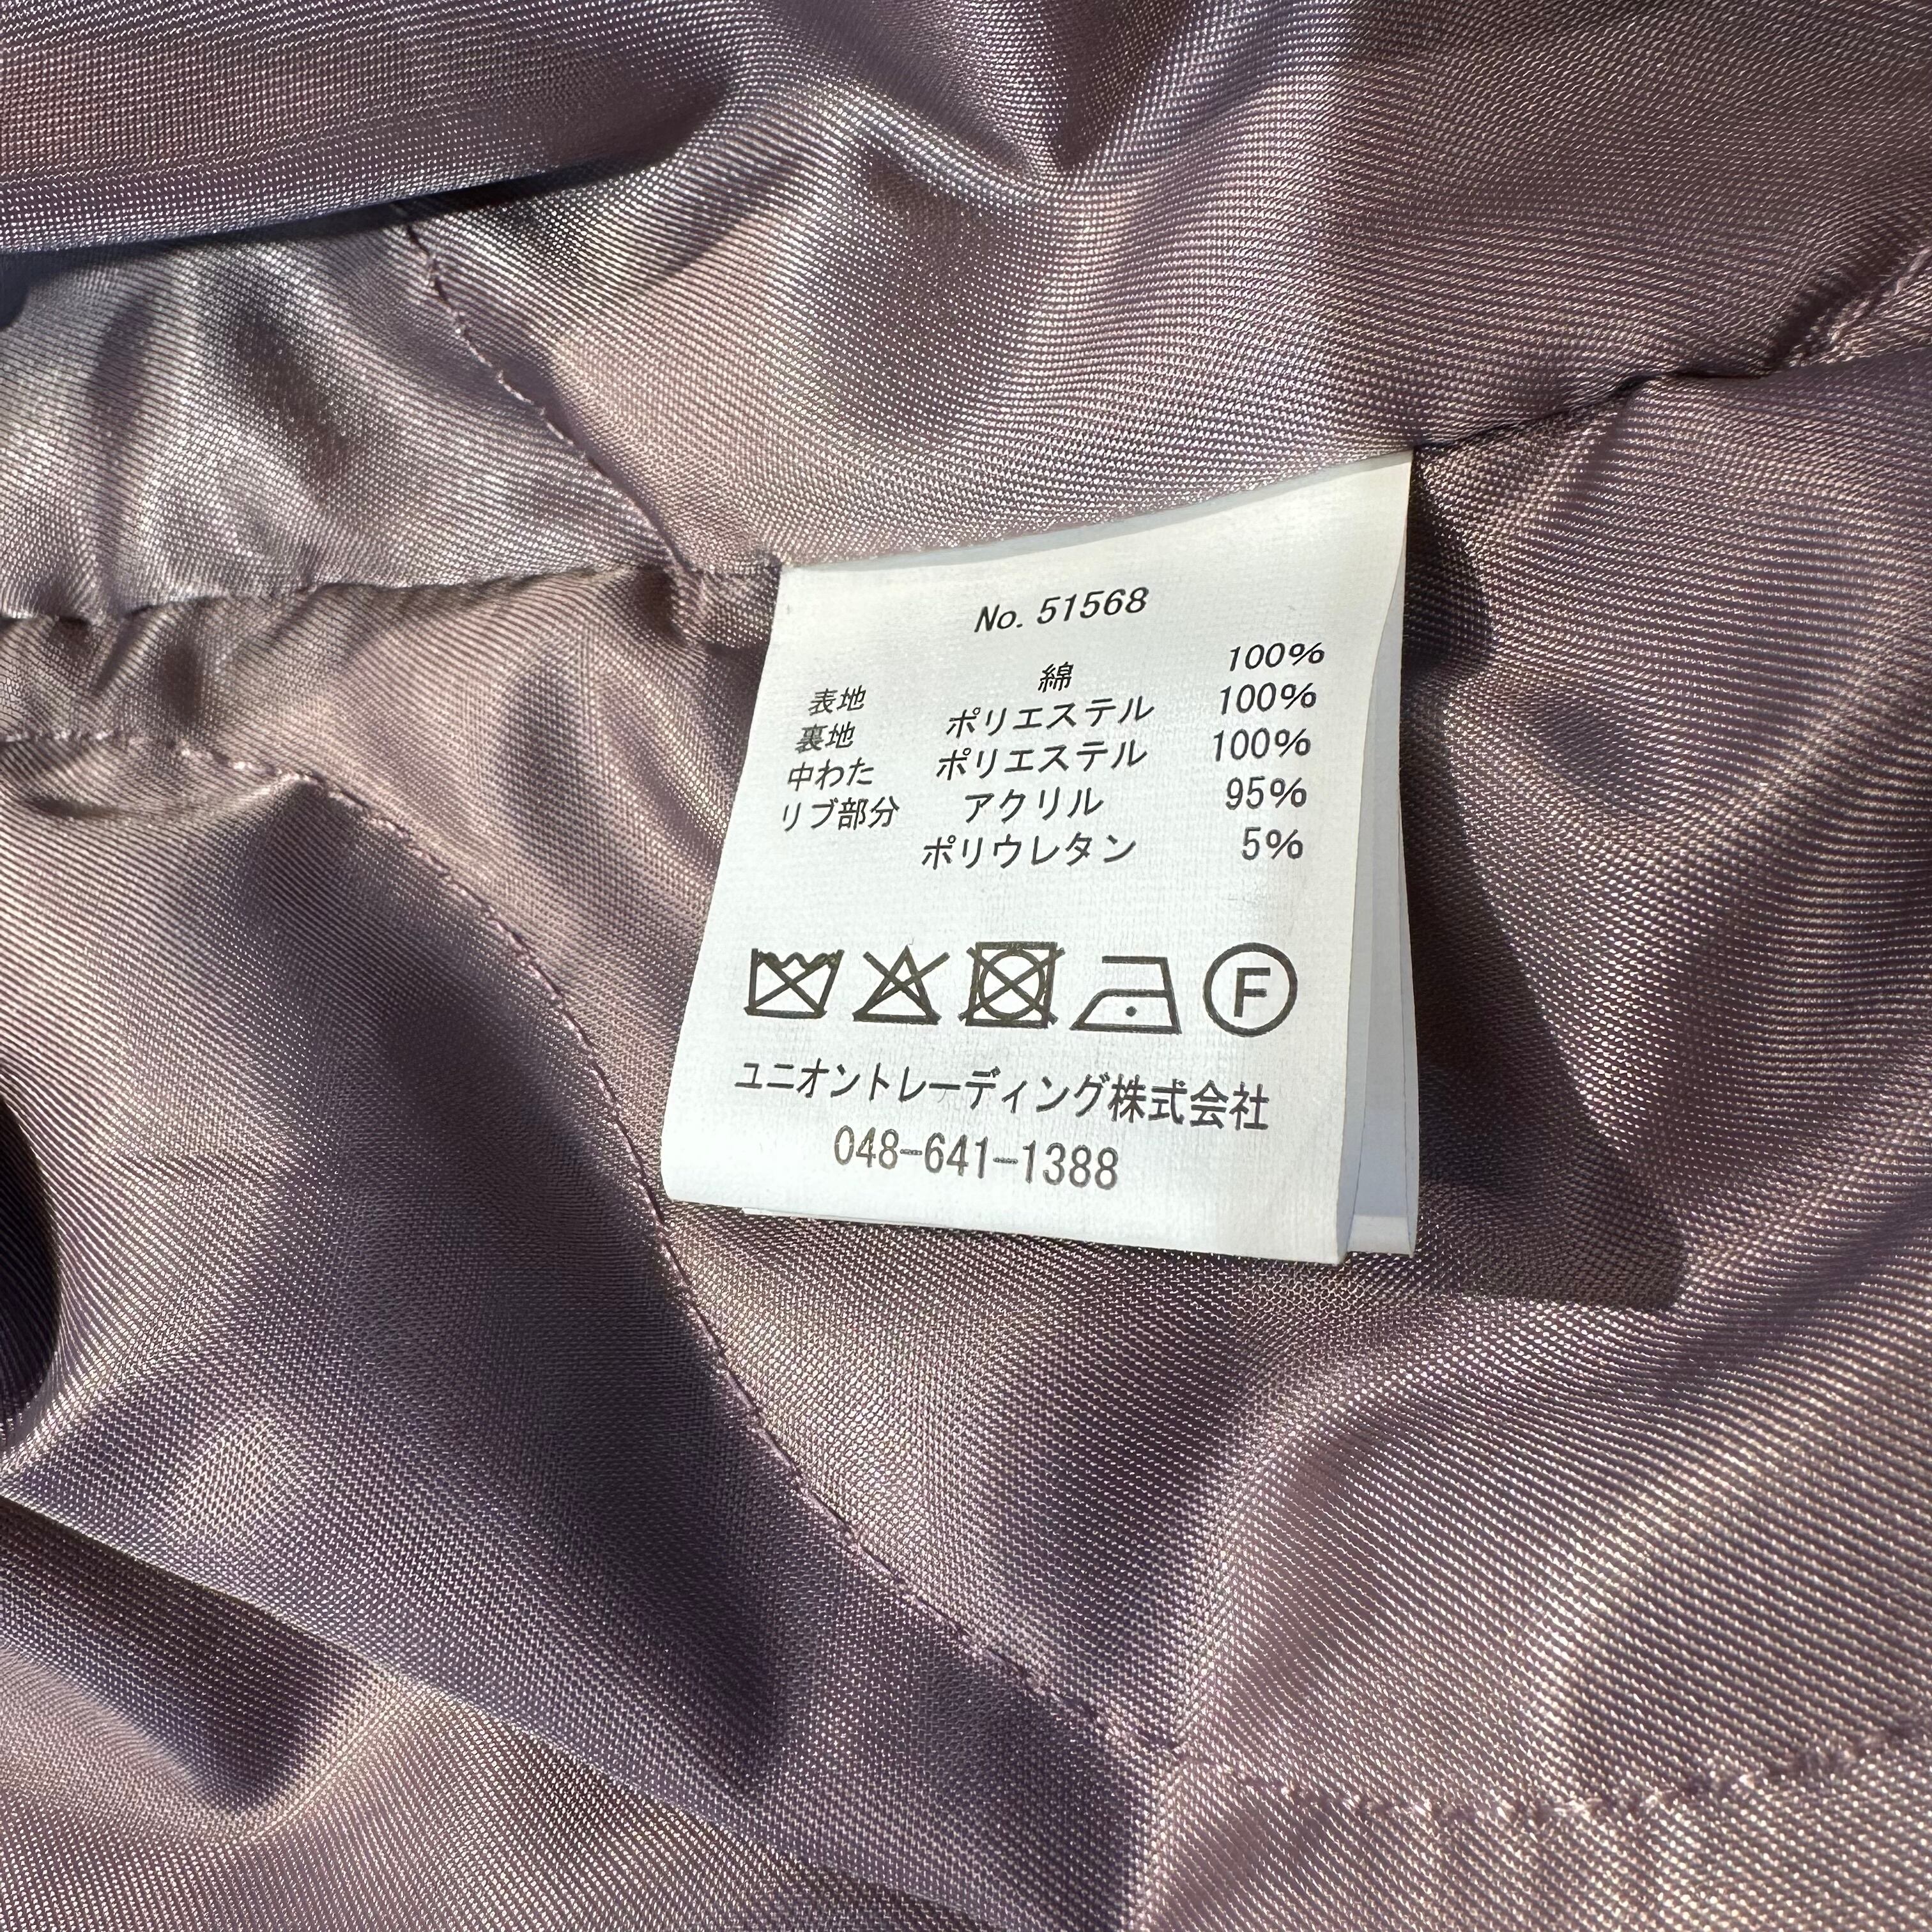 No. 51568
表地 綿 100%
裏地 ポリエステル 100%
中わた ポリエステル 100%
リブ部分 アクリル 95%
ポリウレタン 5%
F
ユニオントレーディング株式会社
048-641-1388